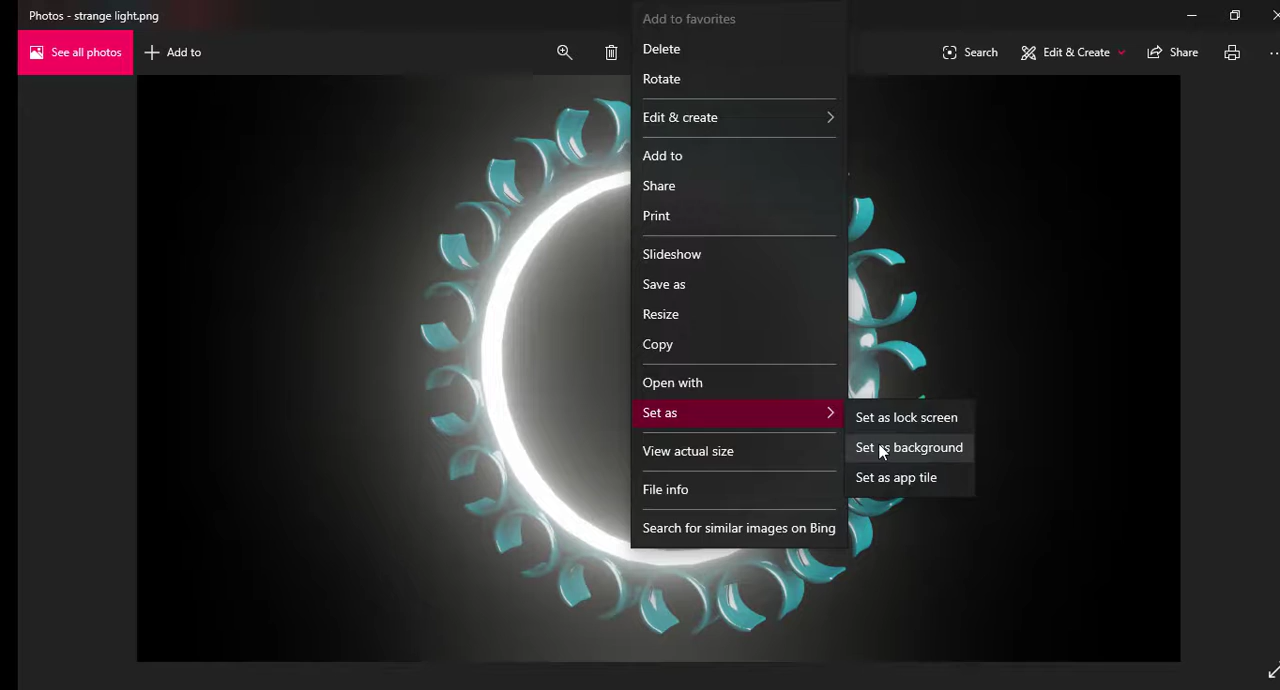 Photos - strange light.png
See all photos
Add to
Search
Edit & Create
Share
Add to favorites
Delete
Rotate
Edit & create
Add to
Share
Print
Slideshow
Save as
Resize
Copy
Open with
Set as
Set as lock screen
Set as background
Set as app tile
View actual size
File info
Search for similar images on Bing